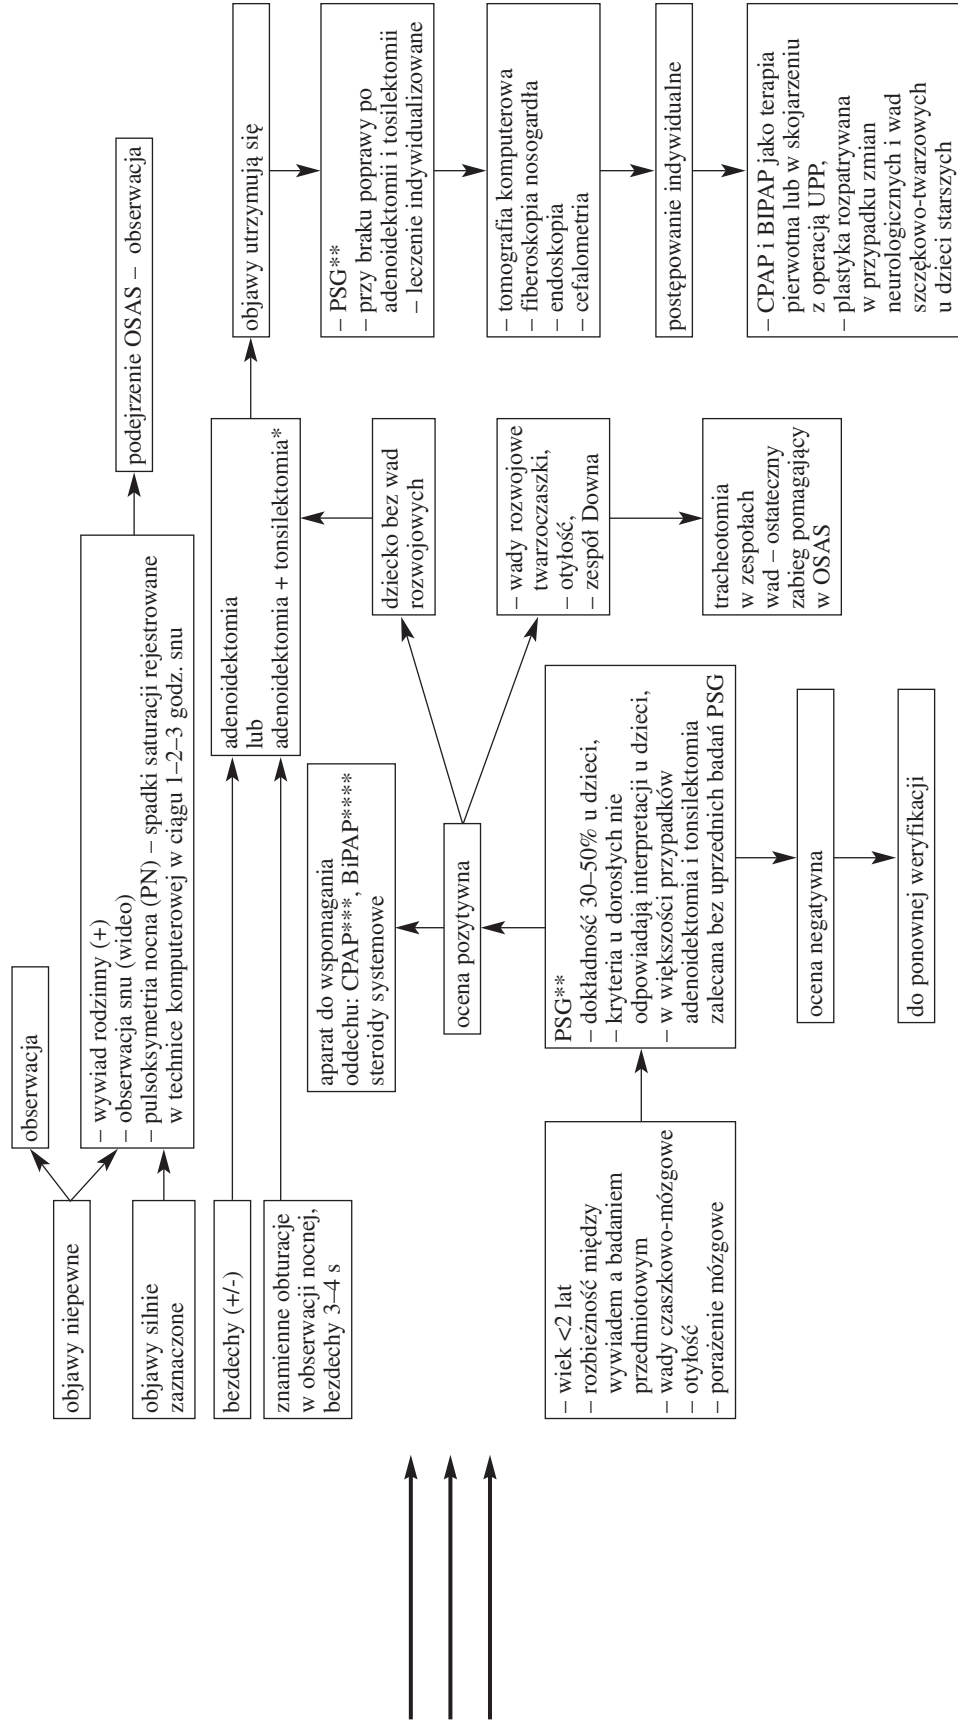 objawy niepewne
objawy silnie
zaznaczone
bezdechy (+/-)
znamienne obturacje
w obserwacji nocnej,
bezdechy 3–4 s
– wiek <2 lat
– rozbieżność między
wywiadem a badaniem
przedmiotowym
– wady czaszkowo-mózgowe
– otyłość
– porażenie mózgowe
obserwacja
– wywiad rodzinny (+)
– obserwacja snu (wideo)
– pulsoksymetria nocna (PN) – spadki saturacji rejestrowane
w technice komputerowej w ciągu 1–2–3 godz. snu
podejrzenie OSAS – obserwacja
adenoidektomia
lub
adenoidektomia + tonsilektomia*
aparat do wspomagania
oddechu: CPAP***, BiPAP****
steroidy systemowe
ocena pozytywna
PSG**
– dokładność 30–50% u dzieci,
– kryteria u dorosłych nie
odpowiadają interpretacji u dzieci,
– w większości przypadków
adenoidektomia i tonsilektomia
zalecana bez uprzednich badań PSG
ocena negatywna
do ponownej weryfikacji
dziecko bez wad
rozwojowych
– wady rozwojowe
twarzoczaszki,
– otyłość,
– zespół Downa
tracheotomia
w zespołach
wad – ostateczny
zabieg pomagający
w OSAS
objawy utrzymują się
– PSG**
– przy braku poprawy po
adenoidektomii i tosilektomii
– leczenie indywidualizowane
– tomografia komputerowa
– fiberoskopia nosogardła
– endoskopia
– cefalometria
postępowanie indywidualne
– CPAP i BIPAP jako terapia
pierwotna lub w skojarzeniu
z operacją UPP,
– plastyka rozpatrywana
w przypadku zmian
neurologicznych i wad
szczękowo-twarzowych
u dzieci starszych